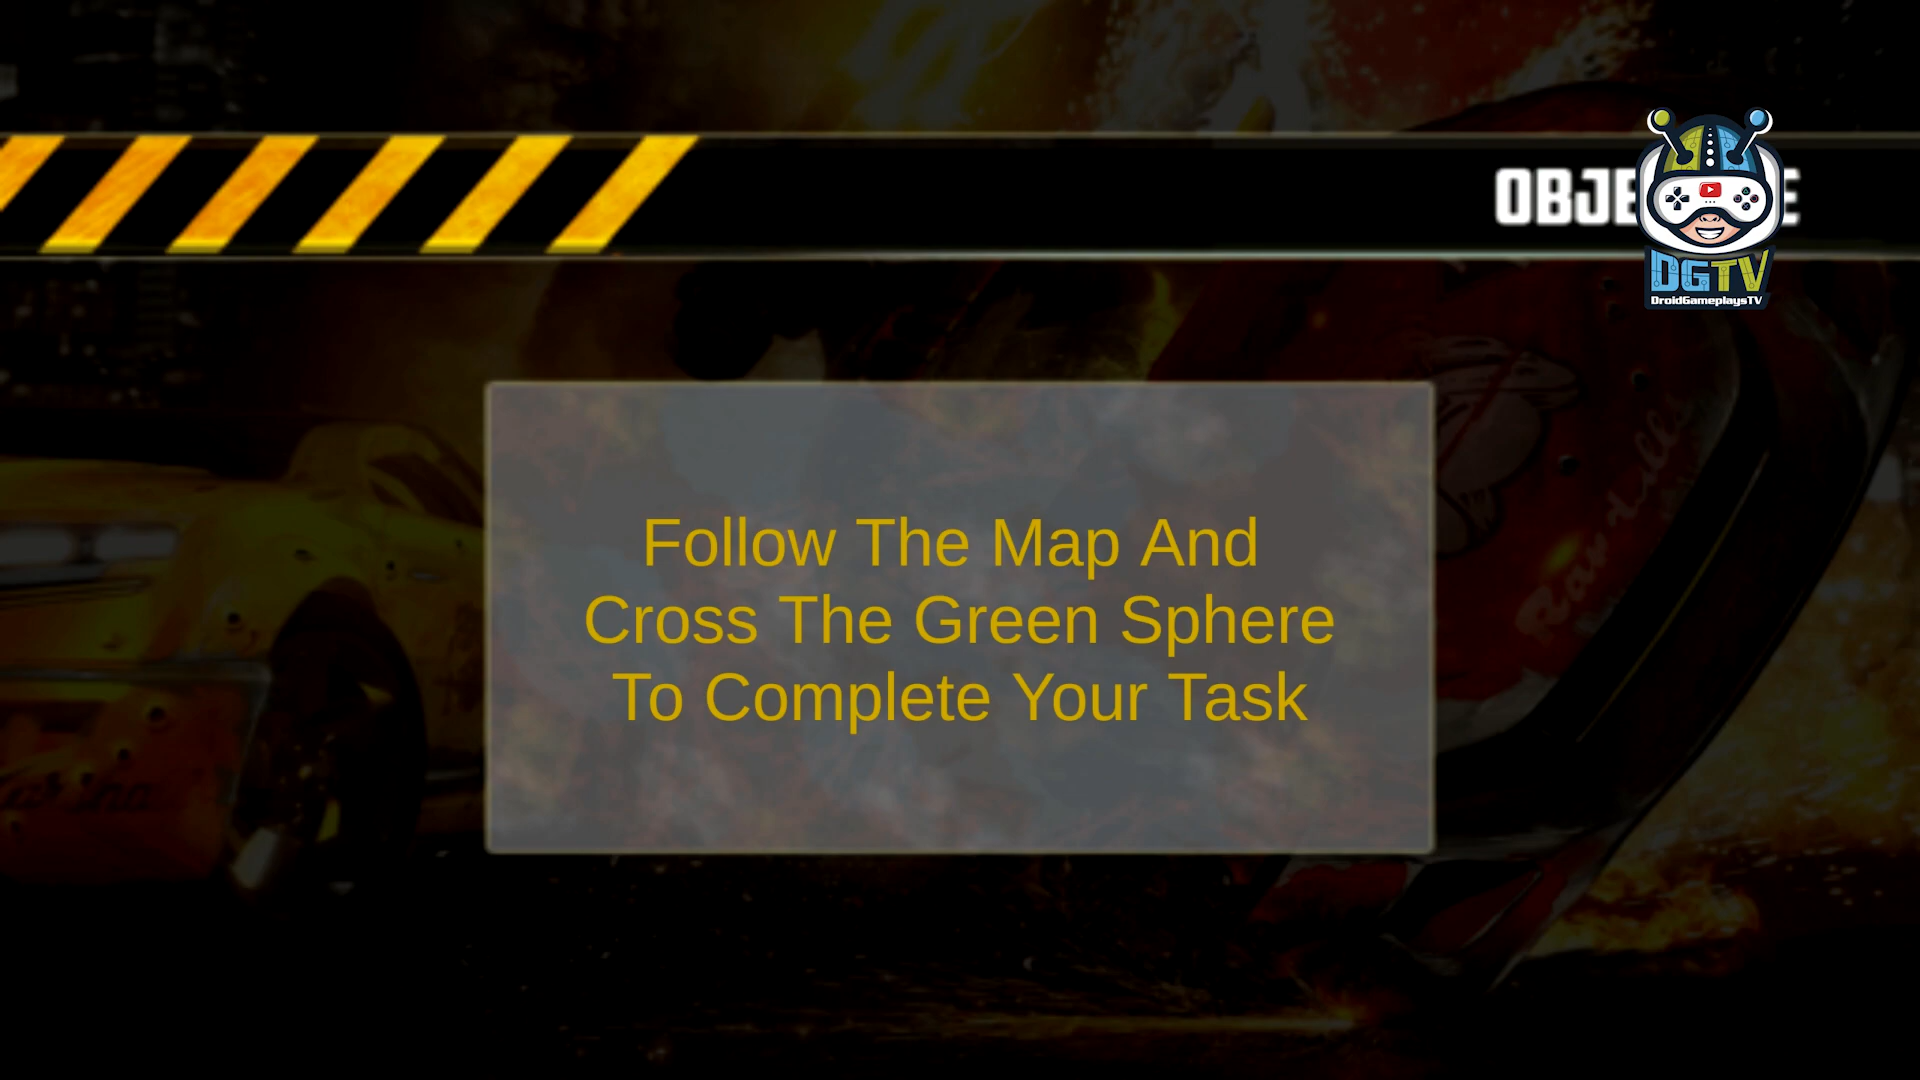 DGTV
DroidGameplaysTV
Follow The Map And
Cross The Green Sphere
To Complete Your Task